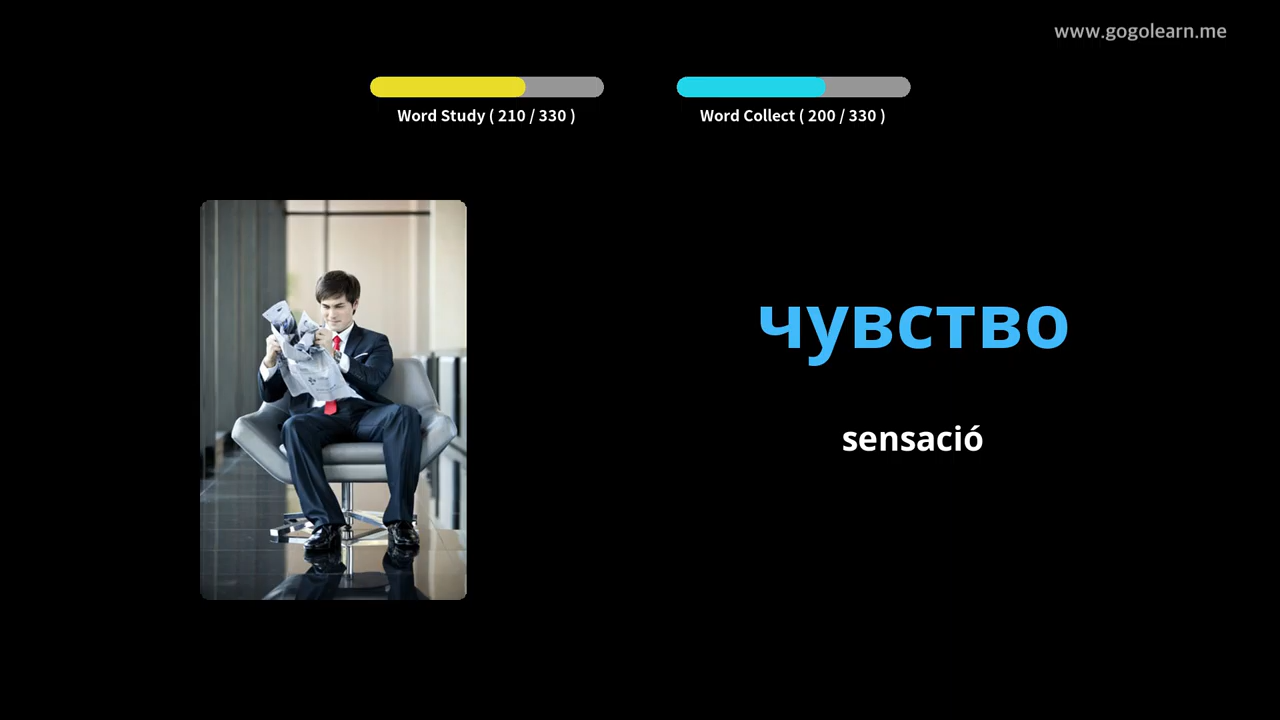 www.gogolearn.me
Word Study ( 210 / 330 )
Word Collect ( 200 / 330 )
чувство
sensació